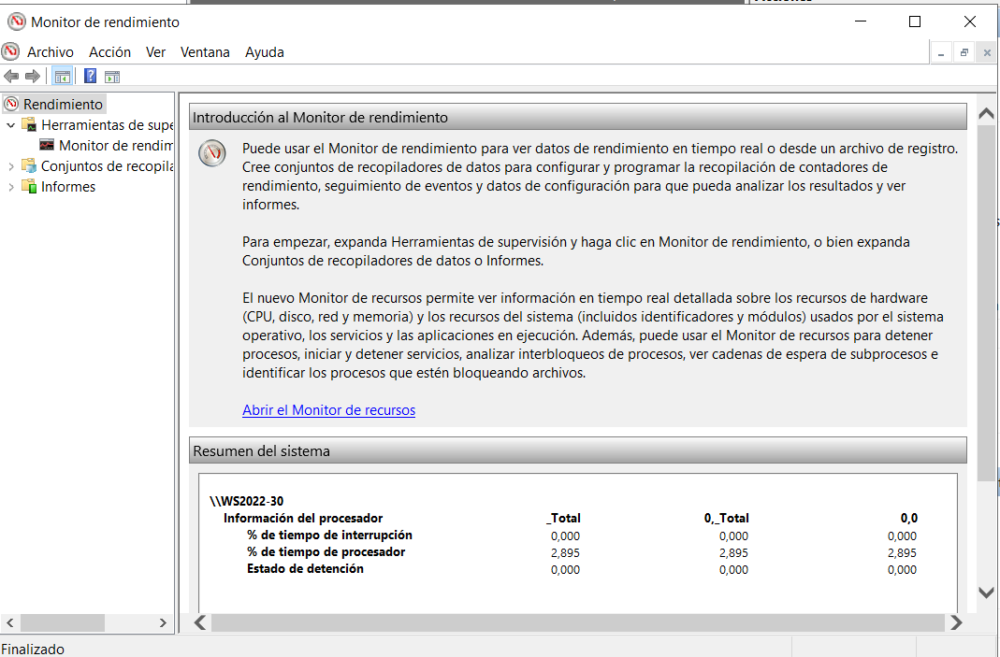 Monitor de rendimiento
Archivo Acción Ver Ventana Ayuda
Rendimiento
Herramientas de supe
Monitor de rendim
Conjuntos de recopila
Informes
Introducción al Monitor de rendimiento
Puede usar el Monitor de rendimiento para ver datos de rendimiento en tiempo real o desde un archivo de registro.
Cree conjuntos de recopiladores de datos para configurar y programar la recopilación de contadores de
rendimiento, seguimiento de eventos y datos de configuración para que pueda analizar los resultados y ver
informes.
Para empezar, expanda Herramientas de supervisión y haga clic en Monitor de rendimiento, o bien expanda
Conjuntos de recopiladores de datos o Informes.
El nuevo Monitor de recursos permite ver información en tiempo real detallada sobre los recursos de hardware
(CPU, disco, red y memoria) y los recursos del sistema (incluidos identificadores y módulos) usados por el sistema
operativo, los servicios y las aplicaciones en ejecución. Además, puede usar el Monitor de recursos para detener
procesos, iniciar y detener servicios, analizar interbloqueos de procesos, ver cadenas de espera de subprocesos e
identificar los procesos que estén bloqueando archivos.
Abrir el Monitor de recursos
Resumen del sistema
\\WS2022-30
Información del procesador _Total 0,_Total 0,0
% de tiempo de interrupción 0,000 0,000 0,000
% de tiempo de procesador 2,895 2,895 2,895
Estado de detención 0,000 0,000 0,000
Finalizado